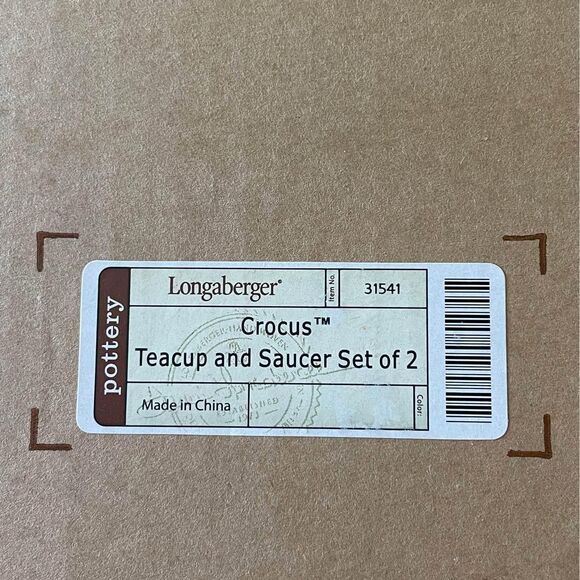 pottery
Longaberger®
Item No.
31541
Crocus™
Teacup and Saucer Set of 2
Made in China
Color: